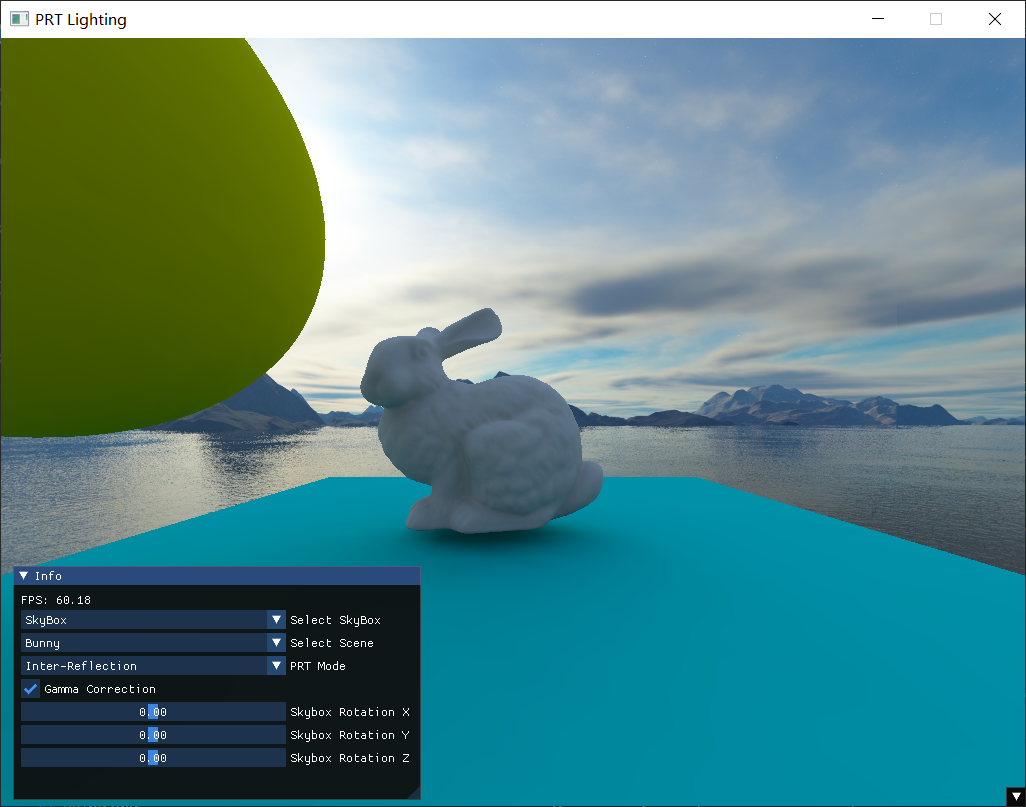 PRT Lighting
Info
FPS: 60.18
SkyBox Select SkyBox
Bunny Select Scene
Inter-Reflection PRT Mode
Gamma Correction
0.00 Skybox Rotation X
0.00 Skybox Rotation Y
0.00 Skybox Rotation Z